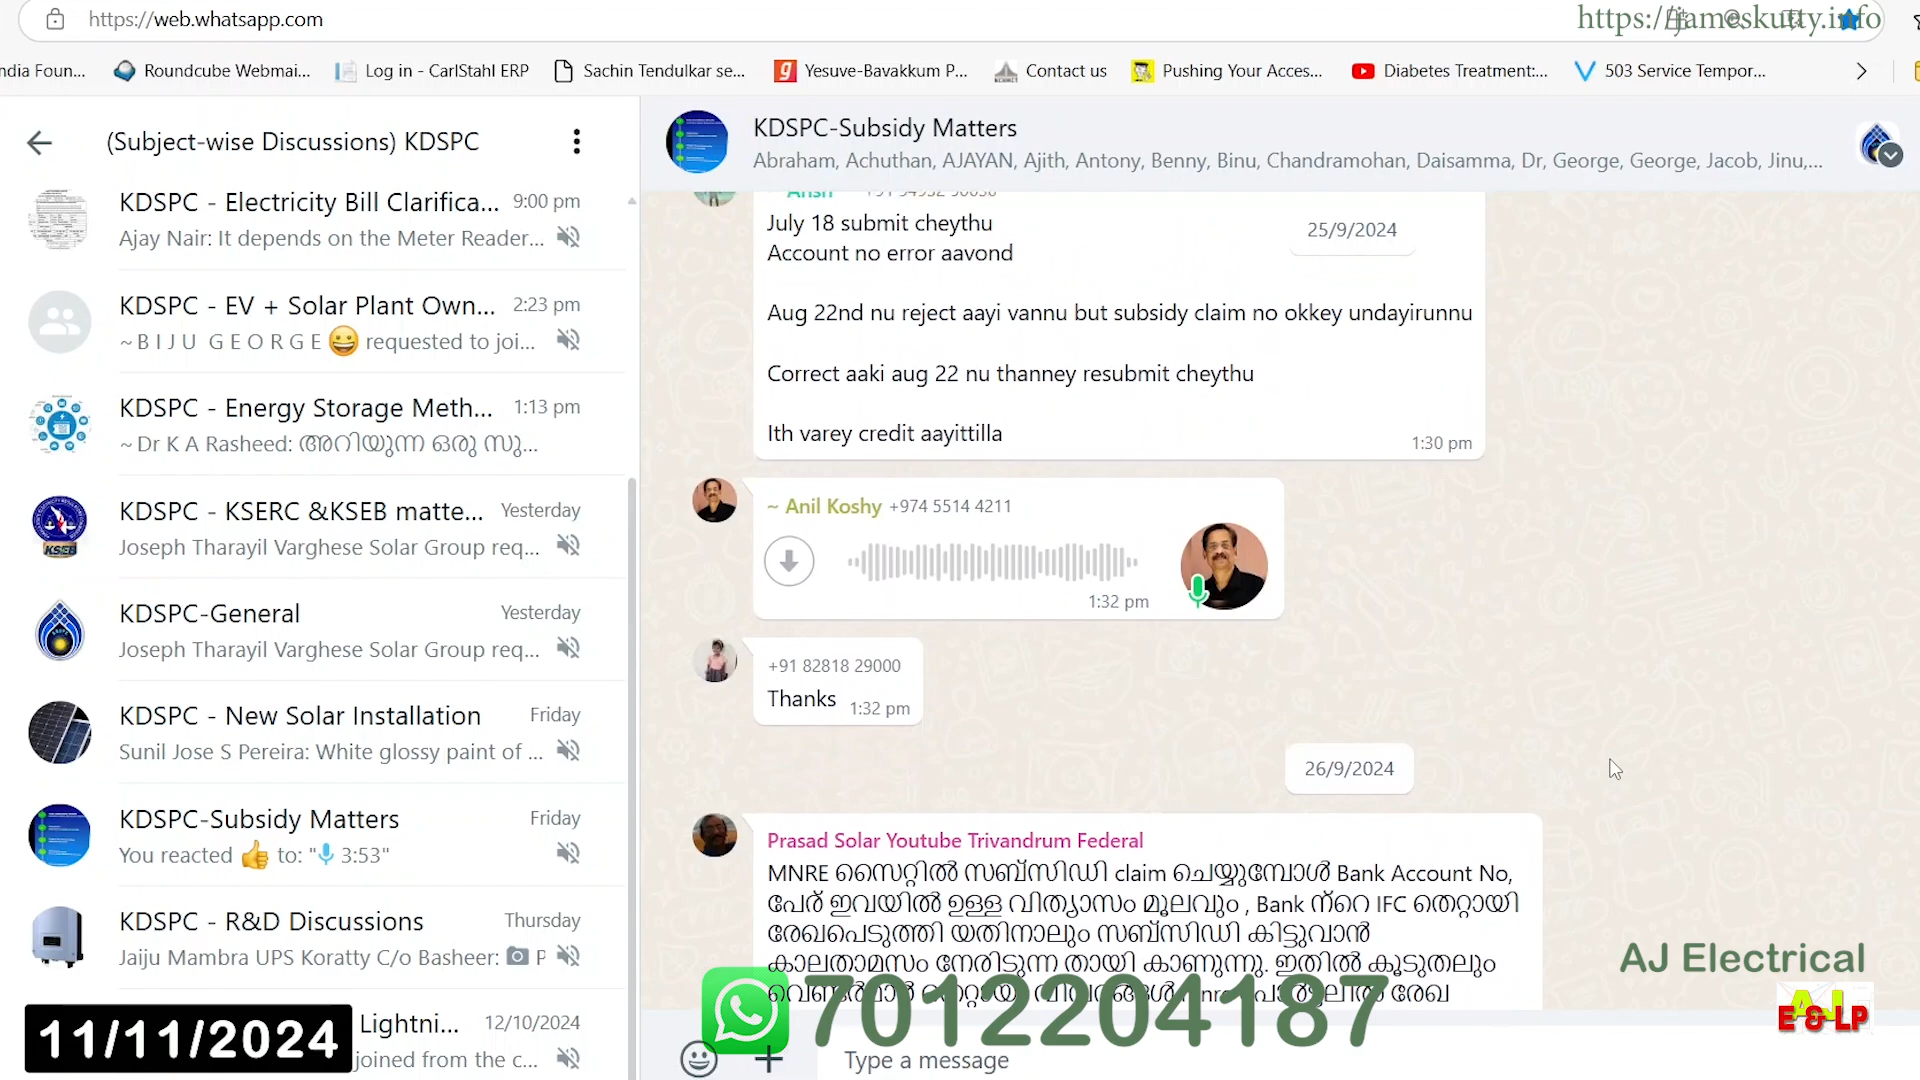 https://web.whatsapp.com
https://jameskutty.info
ndia Foun...
Roundcube Webmai...
Log in - CarlStahl ERP
Sachin Tendulkar se...
Yesuve-Bavakkum P...
Contact us
Pushing Your Acces...
Diabetes Treatment:...
503 Service Tempor...
(Subject-wise Discussions) KDSPC
KDSPC - Electricity Bill Clarifica... 9:00 pm
Ajay Nair: It depends on the Meter Reader...
KDSPC - EV + Solar Plant Own... 2:23 pm
~ B I J U G E O R G E 😀 requested to joi...
KDSPC - Energy Storage Meth... 1:13 pm
~ Dr K A Rasheed: അറിയുന്ന ഒരു സു...
KDSPC - KSERC &KSEB matte... Yesterday
Joseph Tharayil Varghese Solar Group req...
KDSPC-General Yesterday
Joseph Tharayil Varghese Solar Group req...
KDSPC - New Solar Installation Friday
Sunil Jose S Pereira: White glossy paint of ...
KDSPC-Subsidy Matters Friday
You reacted 👍 to: "🎤 3:53"
KDSPC - R&D Discussions Thursday
Jaiju Mambra UPS Koratty C/o Basheer: 📷 P
Lightni... 12/10/2024
joined from the c...
11/11/2024
KDSPC-Subsidy Matters
Abraham, Achuthan, AJAYAN, Ajith, Antony, Benny, Binu, Chandramohan, Daisamma, Dr, George, George, Jacob, Jinu,...
25/9/2024
July 18 submit cheythu
Account no error aavond
Aug 22nd nu reject aayi vannu but subsidy claim no okkey undayirunnu
Correct aaki aug 22 nu thanney resubmit cheythu
Ith varey credit aayittilla
1:30 pm
~ Anil Koshy +974 5514 4211
1:32 pm
+91 82818 29000
Thanks 1:32 pm
26/9/2024
Prasad Solar Youtube Trivandrum Federal
MNRE സൈറ്റിൽ സബ്സിഡി claim ചെയ്യുമ്പോൾ Bank Account No,
പേര് ഇവയിൽ ഉള്ള വിത്യാസം മൂലവും , Bank ന്റെ IFC തെറ്റായി
രേഖപെടുത്തി യതിനാലും സബ്സിഡി കിട്ടുവാൻ
കാലതാമസം നേരിടുന്ന തായി കാണുന്നു. ഇതിൽ കൂടുതലും
രേഖ
7012204187
Type a message
AJ Electrical
AJ
E & LP